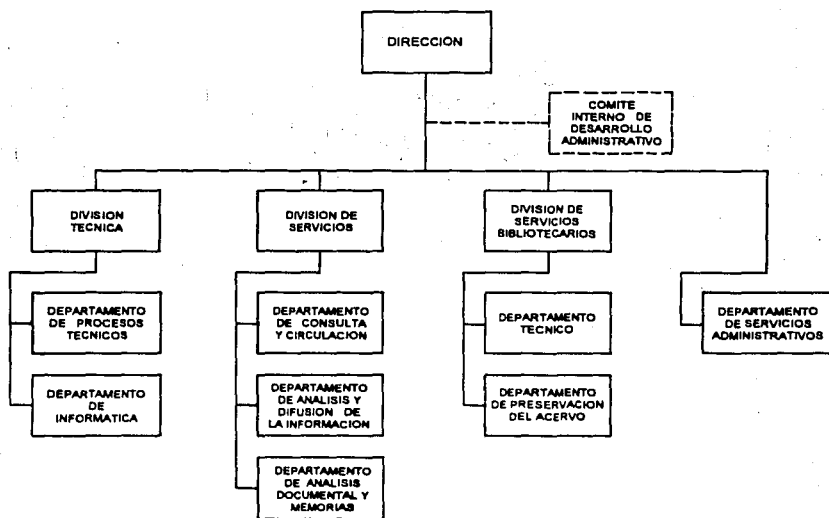 DIRECCION
COMITE
INTERNO DE
DESARROLLO
ADMINISTRATIVO
DIVISION
TECNICA
DIVISION DE
SERVICIOS
DIVISION DE
SERVICIOS
BIBLIOTECARIOS
DEPARTAMENTO
DE PROCESOS
TECNICOS
DEPARTAMENTO
DE CONSULTA
Y CIRCULACION
DEPARTAMENTO
TECNICO
DEPARTAMENTO
DE SERVICIOS
ADMINISTRATIVOS
DEPARTAMENTO
DE
INFORMATICA
DEPARTAMENTO
DE ANALISIS Y
DIFUSION DE
LA INFORMACION
DEPARTAMENTO
DE PRESERVACION
DEL ACERVO
DEPARTAMENTO
DE ANALISIS
DOCUMENTAL Y
MEMORIAS